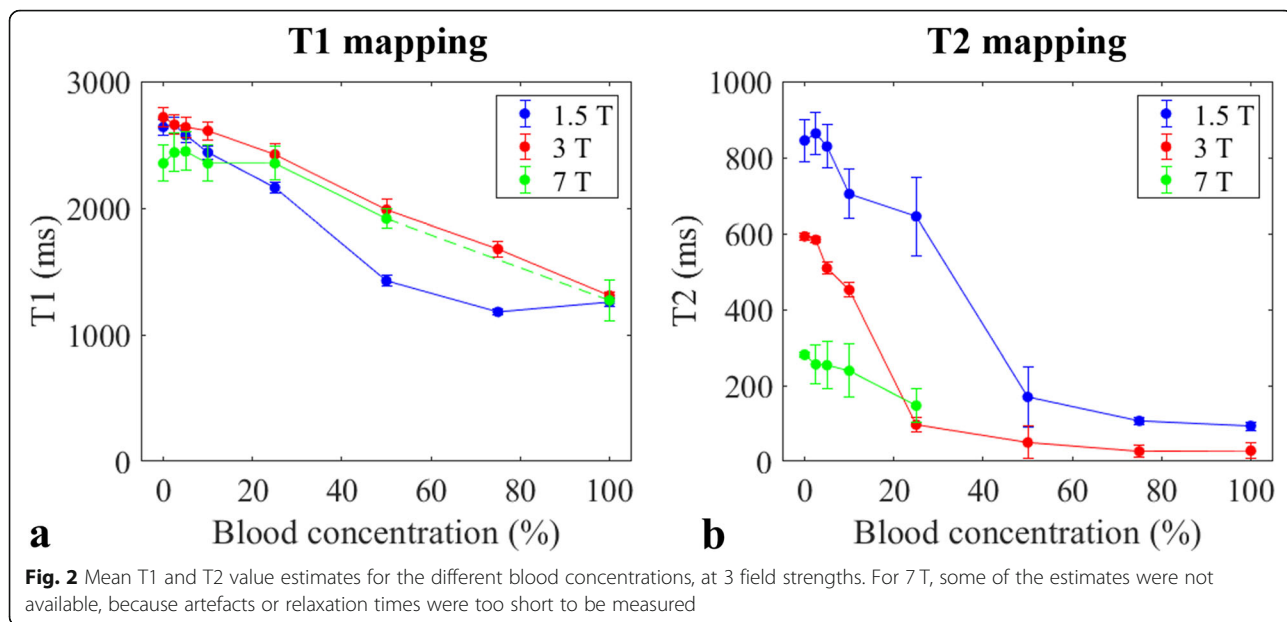 T1 mapping
3000
2000
1000
0
T1 (ms)
1.5 T
3 T
7 T
0 20 40 60 80 100
Blood concentration (%)
a
T2 mapping
1000
800
600
400
200
0
T2 (ms)
1.5 T
3 T
7 T
0 20 40 60 80 100
Blood concentration (%)
b
Fig. 2 Mean T1 and T2 value estimates for the different blood concentrations, at 3 field strengths. For 7 T, some of the estimates were not
available, because artefacts or relaxation times were too short to be measured